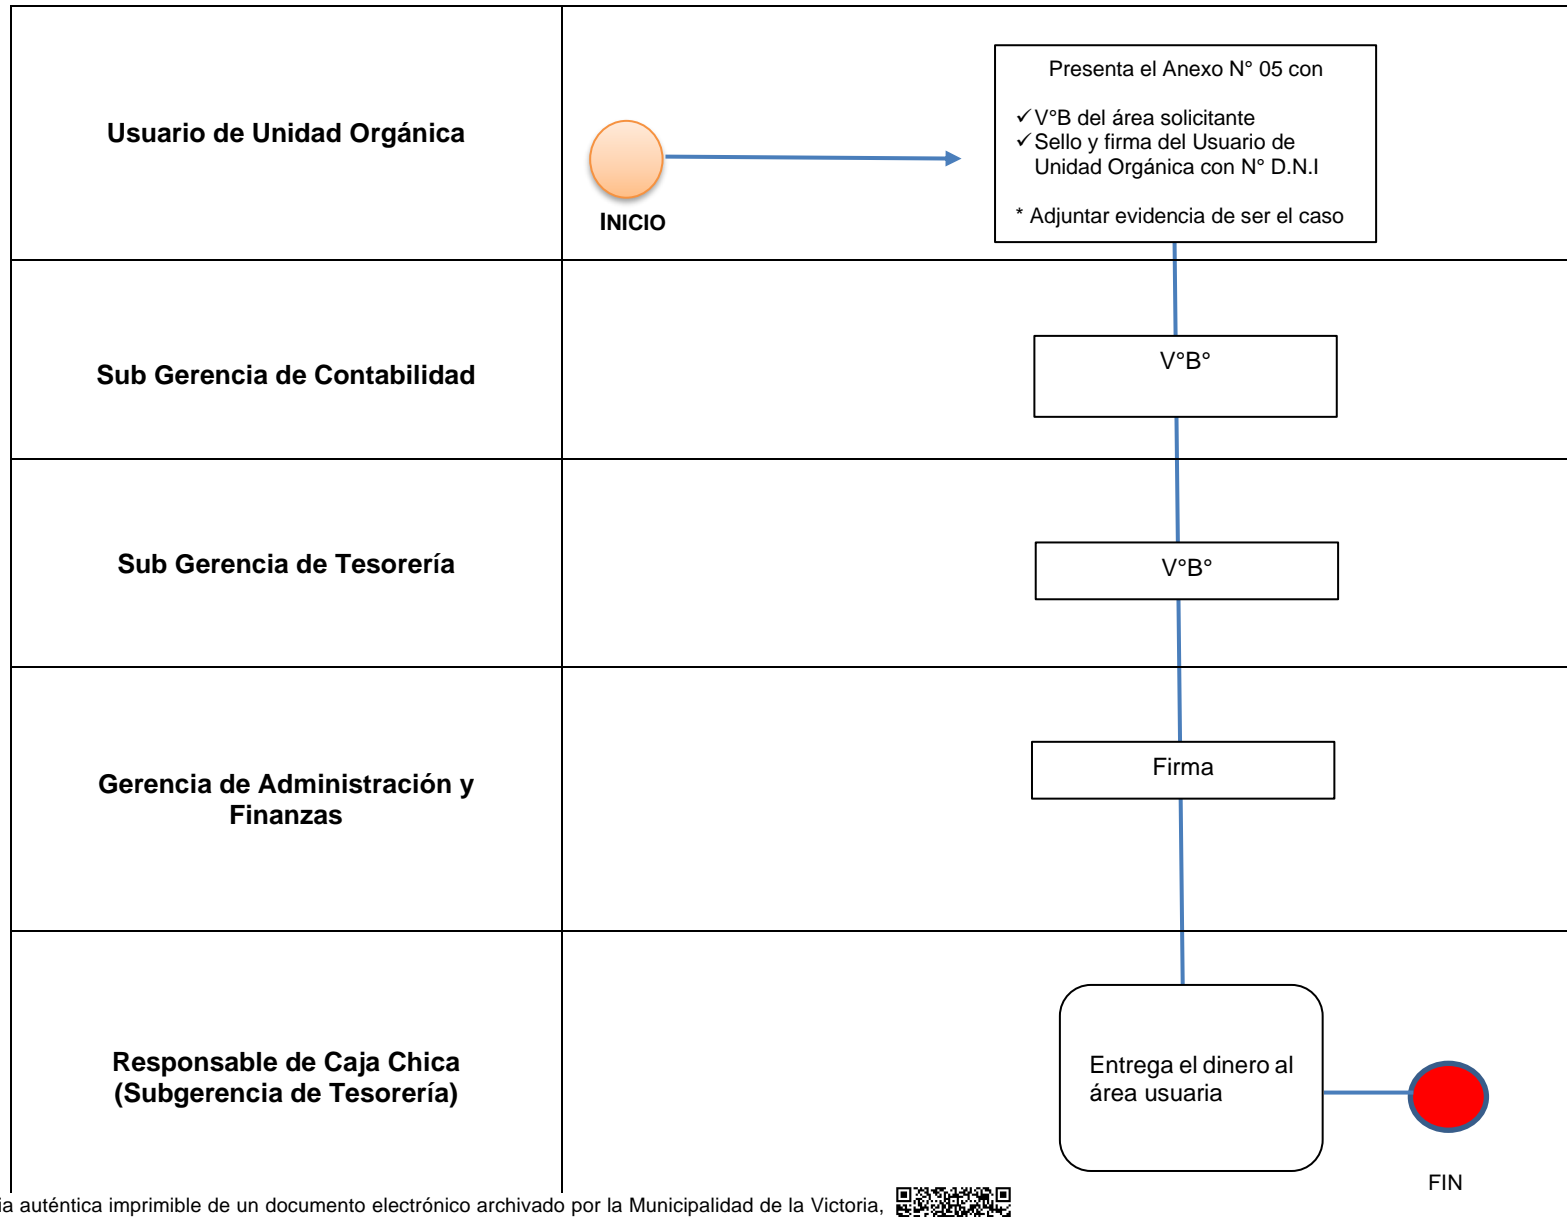 Usuario de Unidad Orgánica
INICIO
Presenta el Anexo N° 05 con
✓ V°B del área solicitante
✓ Sello y firma del Usuario de
Unidad Orgánica con N° D.N.I
* Adjuntar evidencia de ser el caso
Sub Gerencia de Contabilidad
V°B°
Sub Gerencia de Tesorería
V°B°
Gerencia de Administración y
Finanzas
Firma
Responsable de Caja Chica
(Subgerencia de Tesorería)
Entrega el dinero al
área usuaria
FIN
ia auténtica imprimible de un documento electrónico archivado por la Municipalidad de la Victoria,